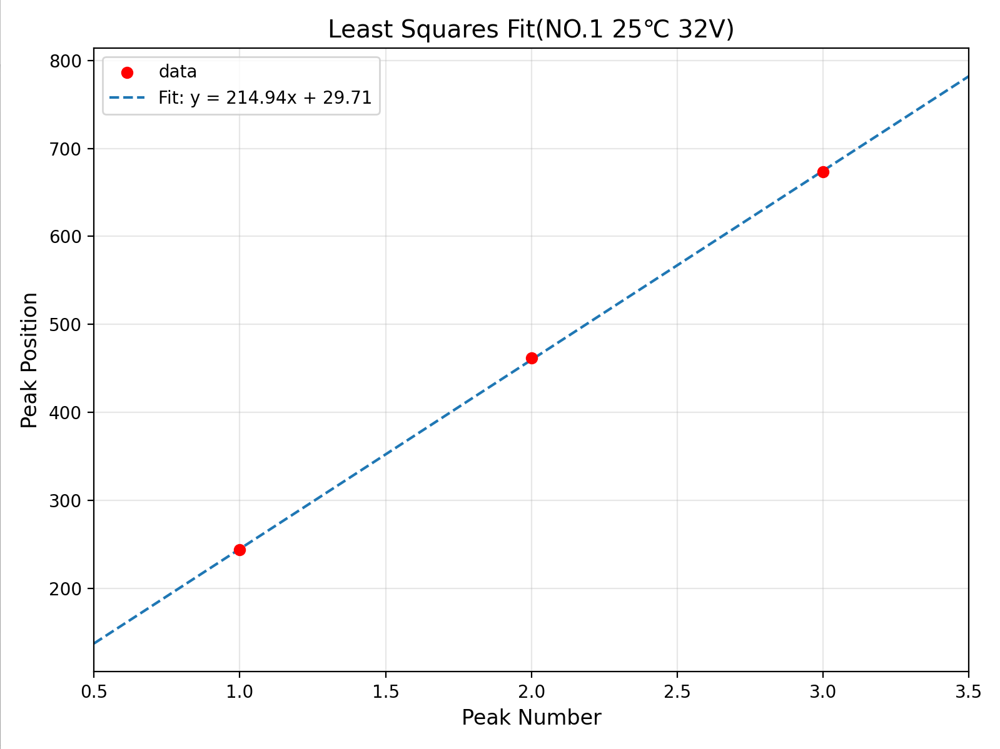 Least Squares Fit(NO.1 25℃ 32V)
data
Fit: y = 214.94x + 29.71
800
700
600
500
400
300
200
Peak Position
0.5 1.0 1.5 2.0 2.5 3.0 3.5
Peak Number